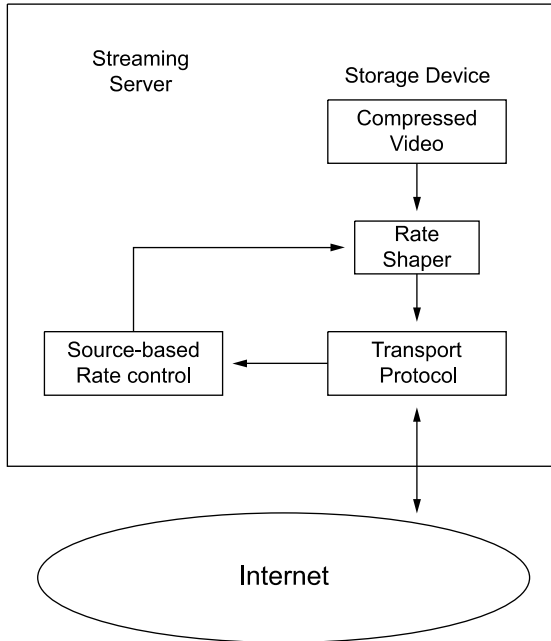 Streaming
Server
Storage Device
Compressed
Video
Rate
Shaper
Source-based
Rate control
Transport
Protocol
Internet